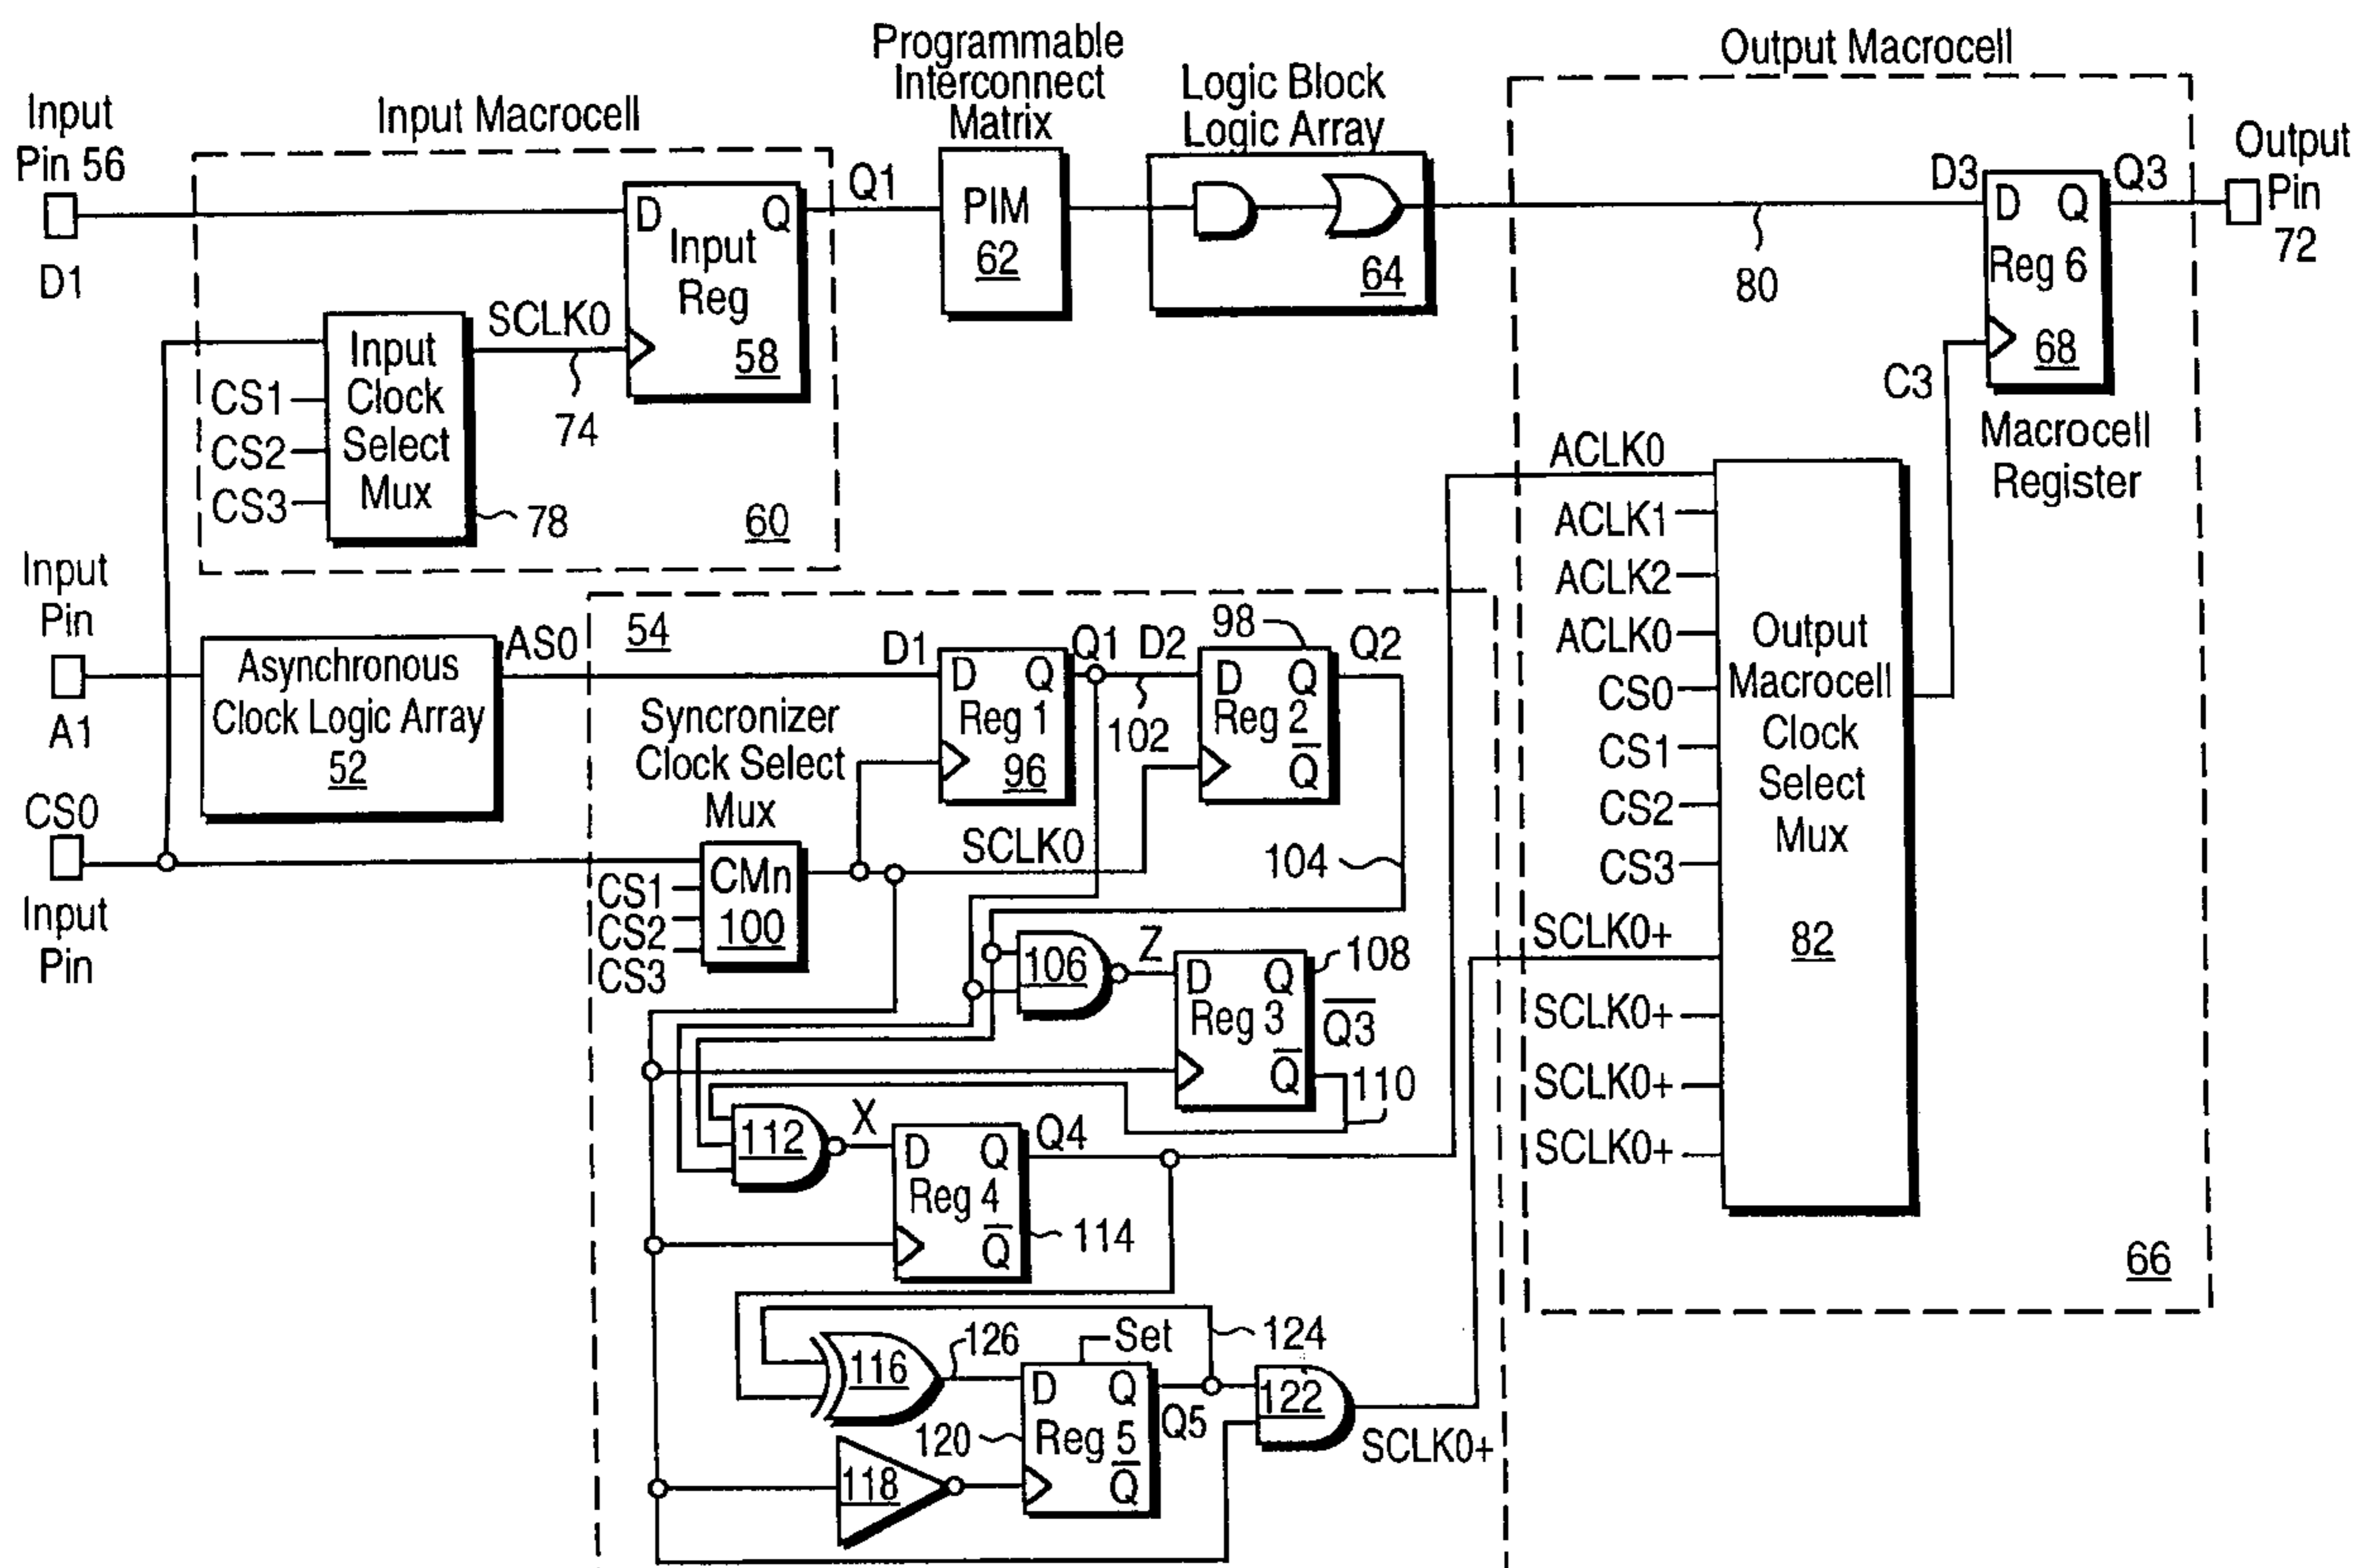 Programmable
Interconnect
Matrix
Logic Block
Logic Array
Output Macrocell
Input
Pin 56
D1
Input Macrocell
D
Q
Input
Reg
58
Q1
PIM
62
64
80
D3
D
Q
Reg 6
68
Q3
Output
Pin
72
C3
Macrocell
Register
Input
Clock
Select
Mux
CS1
CS2
CS3
SCLK0
74
78
60
Input
Pin
A1
Asynchronous
Clock Logic Array
52
AS0
54
CS0
Input
Pin
Syncronizer
Clock Select
Mux
CMn
100
CS1
CS2
CS3
D1
D
Q
Reg 1
96
Q1
D2
102
98
D
Q
Reg 2
Q̅
Q2
SCLK0
104
106
Z
D
Q
Reg 3
Q̅
108
Q̅3̅
110
112
X
D
Q
Reg 4
Q̅
Q4
114
116
126
Set
D
Q
Reg 5
Q̅
Q5
120
118
124
122
SCLK0+
ACLK0
ACLK1
ACLK2
ACLK0
CS0
CS1
CS2
CS3
SCLK0+
SCLK0+
SCLK0+
SCLK0+
Output
Macrocell
Clock
Select
Mux
82
66